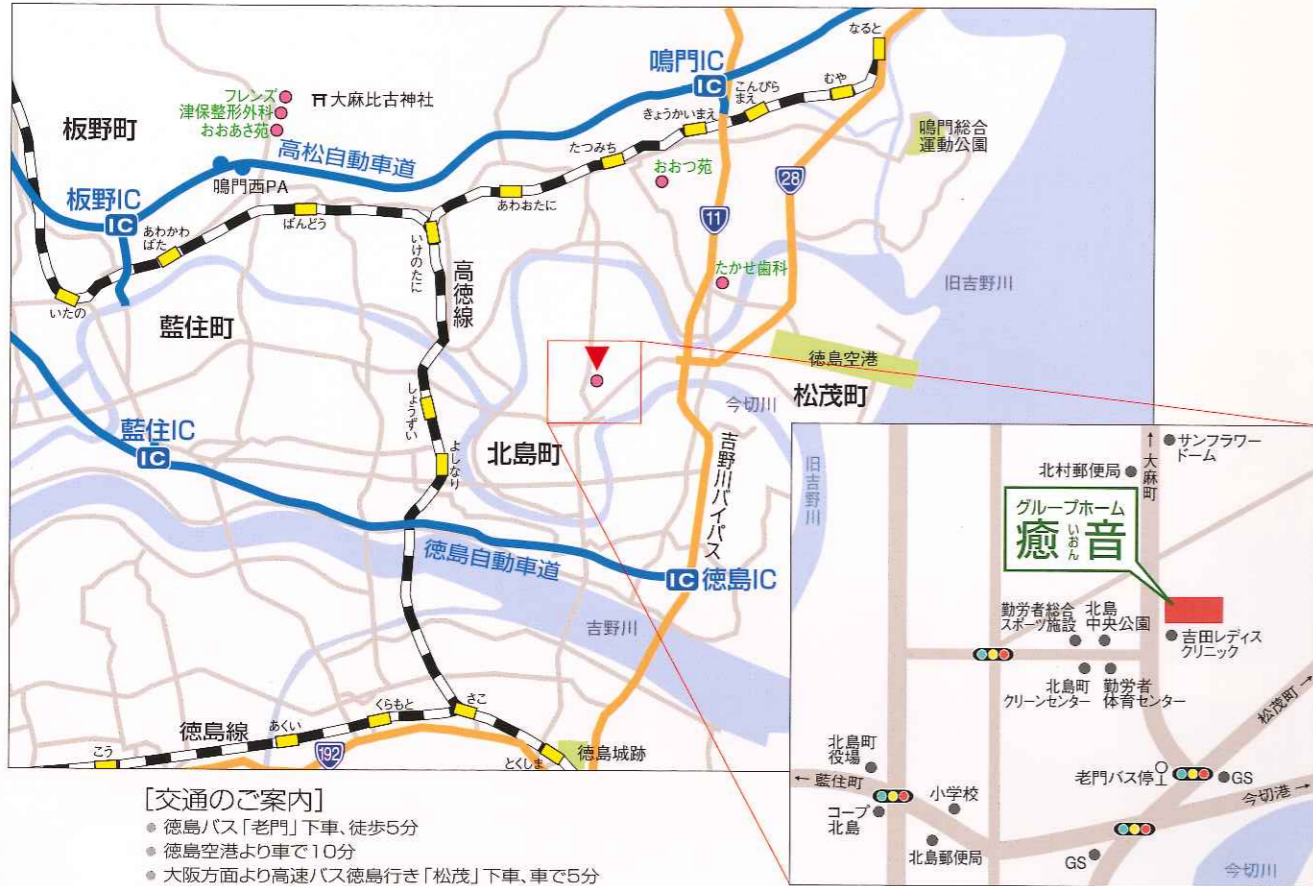 なると
鳴門IC
IC
こんぴら
まえ
むや
きょうかいまえ
フレンズ
津保整形外科
おおあさ苑
大麻比古神社
板野町
高松自動車道
たつみち
鳴門総合
運動公園
おおつ苑
28
鳴門西PA
板野IC
IC
あわおたに
11
あわかわ
ばた
ばんどう
いけのたに
高徳線
たかせ歯科
旧吉野川
いたの
藍住町
徳島空港
松茂町
今切川
しょうずい
藍住IC
IC
よしなり
北島町
吉野川バイパス
旧吉野川
徳島自動車道
IC 徳島IC
吉野川
徳島線
こう
あくい
くらもと
さこ
192
とくしま
徳島城跡
↑大麻町
サンフラワー
ドーム
北村郵便局
グループホーム
癒音
いおん
勤労者総合
スポーツ施設
北島
中央公園
吉田レディス
クリニック
北島町
クリーンセンター
勤労者
体育センター
松茂町→
北島町
役場
←藍住町
老門バス停
GS
今切港→
コープ
北島
小学校
北島郵便局
GS
今切川
[交通のご案内]
● 徳島バス「老門」下車、徒歩5分
● 徳島空港より車で10分
● 大阪方面より高速バス徳島行き「松茂」下車、車で5分